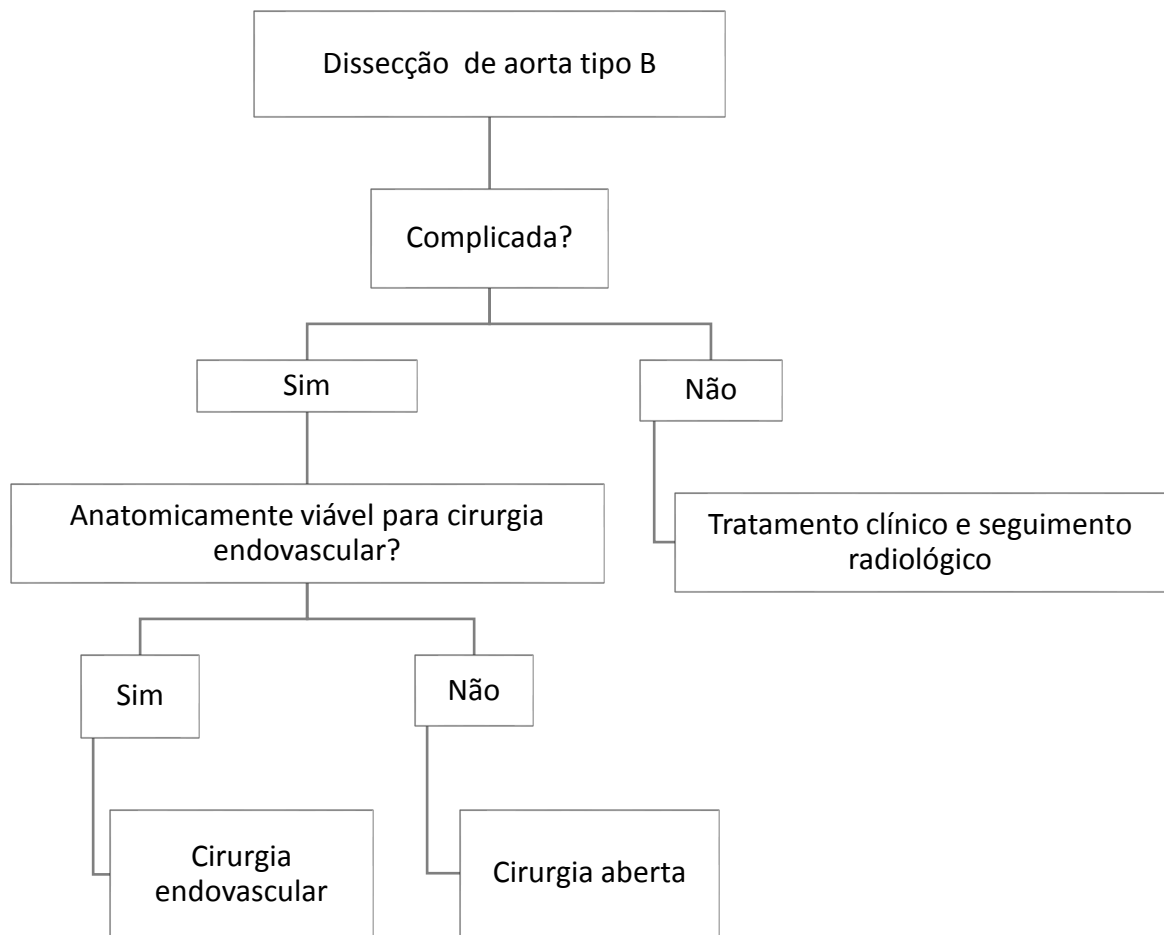 Dissecção de aorta tipo B
Complicada?
Sim
Não
Anatomicamente viável para cirurgia
endovascular?
Tratamento clínico e seguimento
radiológico
Sim
Não
Cirurgia
endovascular
Cirurgia aberta